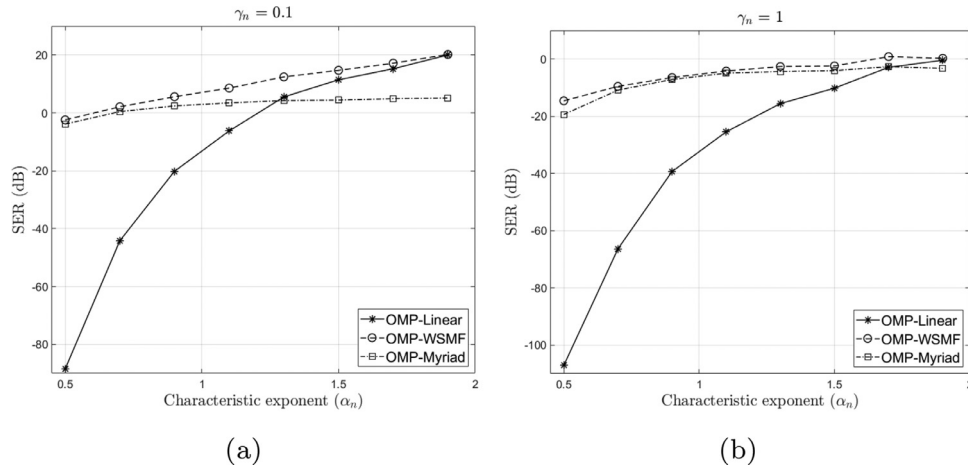 γₙ = 0.1
20
0
-20
-40
-60
-80
SER (dB)
OMP-Linear
OMP-WSMF
OMP-Myriad
0.5 1 1.5 2
Characteristic exponent (αₙ)
(a)
γₙ = 1
0
-20
-40
-60
-80
-100
SER (dB)
OMP-Linear
OMP-WSMF
OMP-Myriad
0.5 1 1.5 2
Characteristic exponent (αₙ)
(b)